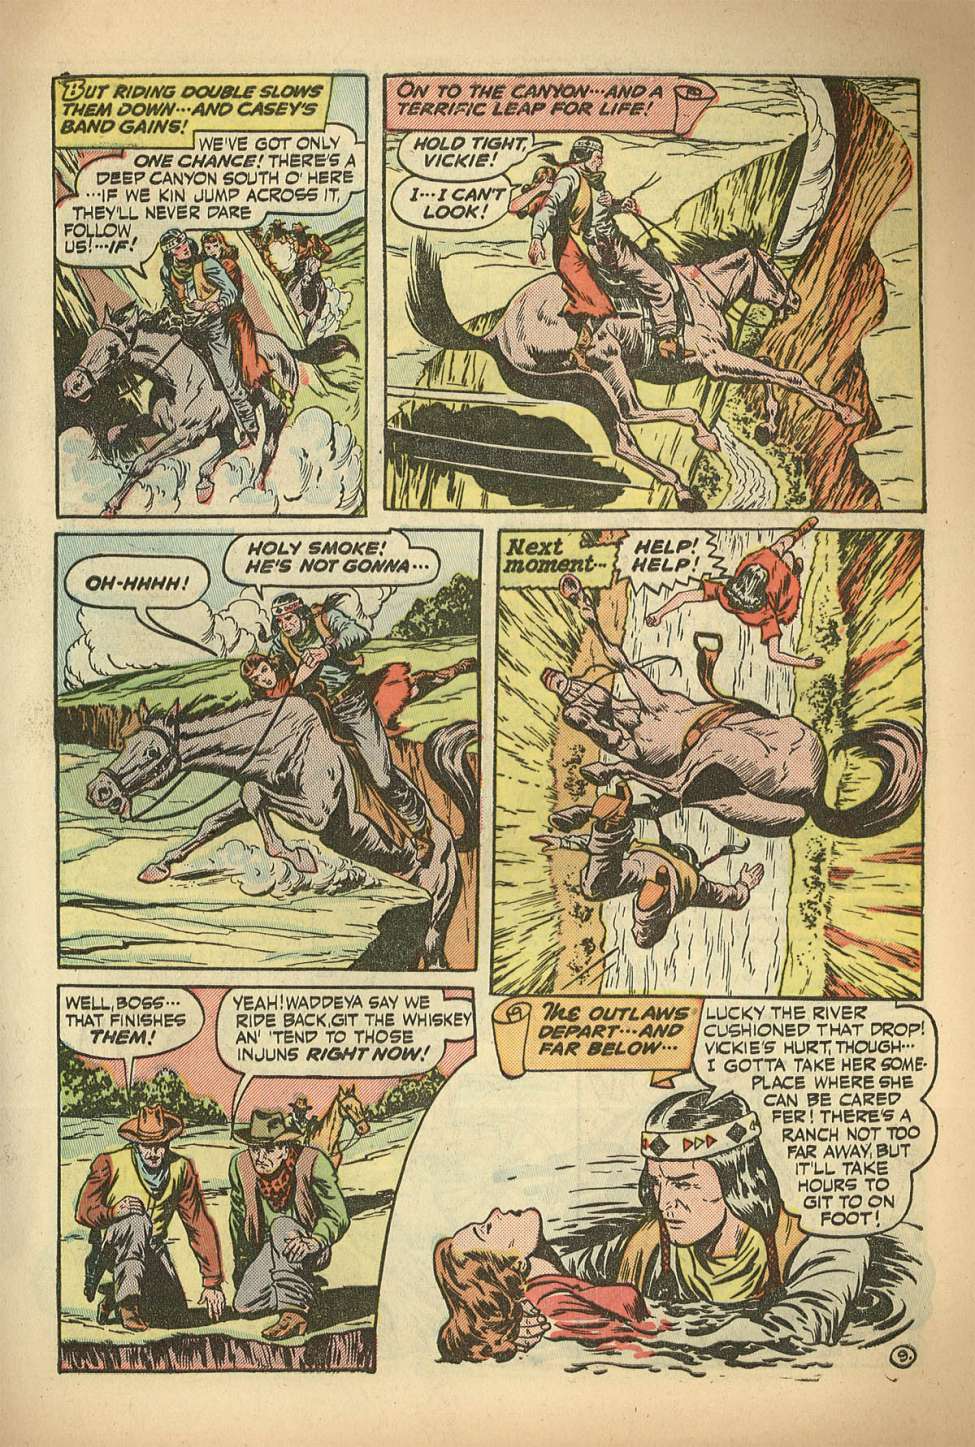 BUT RIDING DOUBLE SLOWS
THEM DOWN---AND CASEY'S
BAND GAINS!
WE'VE GOT ONLY
ONE CHANCE! THERE'S A
DEEP CANYON SOUTH O' HERE
---IF WE KIN JUMP ACROSS IT,
THEY'LL NEVER DARE
FOLLOW
US!---IF!
ON TO THE CANYON---AND A
TERRIFIC LEAP FOR LIFE!
HOLD TIGHT,
VICKIE!
I---I CAN'T
LOOK!
OH-HHHH!
HOLY SMOKE!
HE'S NOT GONNA---
Next
moment---
HELP!
HELP!
WELL, BOSS---
THAT FINISHES
THEM!
YEAH! WADDEYA SAY WE
RIDE BACK, GIT THE WHISKEY
AN' 'TEND TO THOSE
INJUNS RIGHT NOW!
THE OUTLAWS
DEPART---AND
FAR BELOW---
LUCKY THE RIVER
CUSHIONED THAT DROP!
VICKIE'S HURT, THOUGH---
I GOTTA TAKE HER SOME-
PLACE WHERE SHE
CAN BE CARED
FER! THERE'S A
RANCH NOT TOO
FAR AWAY, BUT
IT'LL TAKE
HOURS TO
GIT TO ON
FOOT!
9.